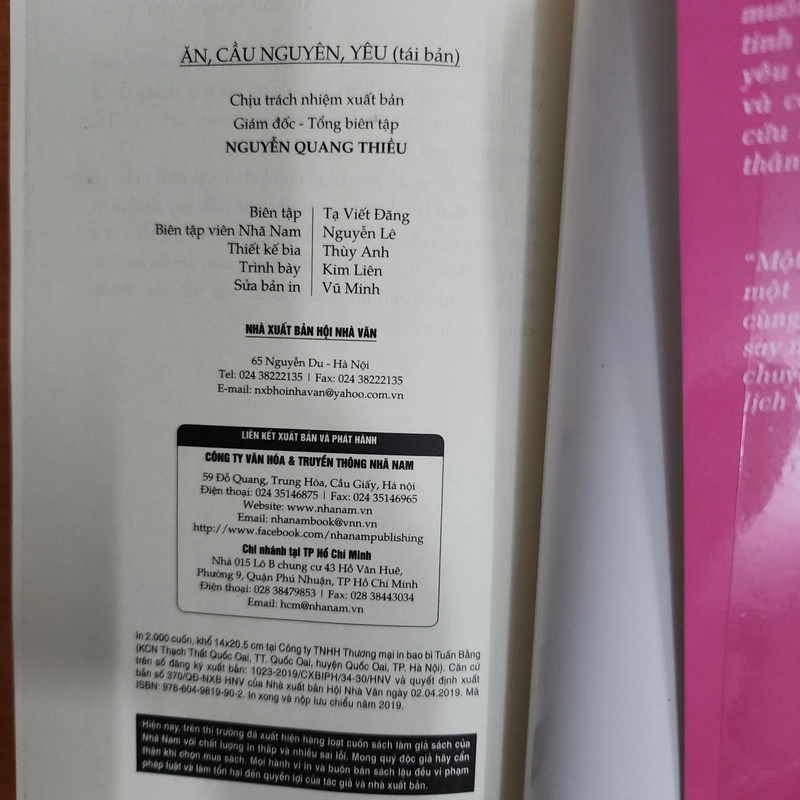 ĂN, CẦU NGUYỆN, YÊU (tái bản)
Chịu trách nhiệm xuất bản
Giám đốc - Tổng biên tập
NGUYỄN QUANG THIỀU
Biên tập | Tạ Viết Đãng
Biên tập viên Nhã Nam | Nguyễn Lê
Thiết kế bìa | Thùy Anh
Trình bày | Kim Liên
Sửa bản in | Vũ Minh
NHÀ XUẤT BẢN HỘI NHÀ VĂN
65 Nguyễn Du - Hà Nội
Tel: 024 38222135 | Fax: 024 38222135
E-mail: nxbhoinhavan@yahoo.com.vn
LIÊN KẾT XUẤT BẢN VÀ PHÁT HÀNH
CÔNG TY VĂN HÓA & TRUYỀN THÔNG NHÃ NAM
59 Đỗ Quang, Trung Hòa, Cầu Giấy, Hà nội
Điện thoại: 024 35146875 | Fax: 024 35146965
Website: www.nhanam.vn
Email: nhanambook@vnn.vn
http://www.facebook.com/nhanampublishing
Chi nhánh tại TP Hồ Chí Minh
Nhà 015 Lô B chung cư 43 Hồ Văn Huê,
Phường 9, Quận Phú Nhuận, TP Hồ Chí Minh
Điện thoại: 028 38479853 | Fax: 028 38443034
Email: hcm@nhanam.vn
In 2.000 cuốn, khổ 14x20.5 cm tại Công ty TNHH Thương mại in bao bì Tuấn Bằng
(KCN Thạch Thất Quốc Oai, TT. Quốc Oai, huyện Quốc Oai, TP. Hà Nội). Căn cứ
trên số đăng ký xuất bản: 1023-2019/CXBIPH/34-30/HNV và quyết định xuất
bản số 370/QĐ-NXB HNV của Nhà xuất bản Hội Nhà Văn ngày 02.04.2019. Mã
ISBN: 978-604-9819-90-2. In xong và nộp lưu chiểu năm 2019.
Hiện nay, trên thị trường đã xuất hiện hàng loạt cuốn sách làm giả sách của
Nhã Nam với chất lượng in thấp và nhiều sai lỗi. Mong quý độc giả hãy cẩn
thận khi chọn mua sách. Mọi hành vi in và buôn bán sách lậu đều vi phạm
pháp luật và làm tổn hại đến quyền lợi của tác giả và nhà xuất bản.
muốn
tình
yêu
và c
cứu
thân
“Một
một
cùng
say
chuyệ
lịch